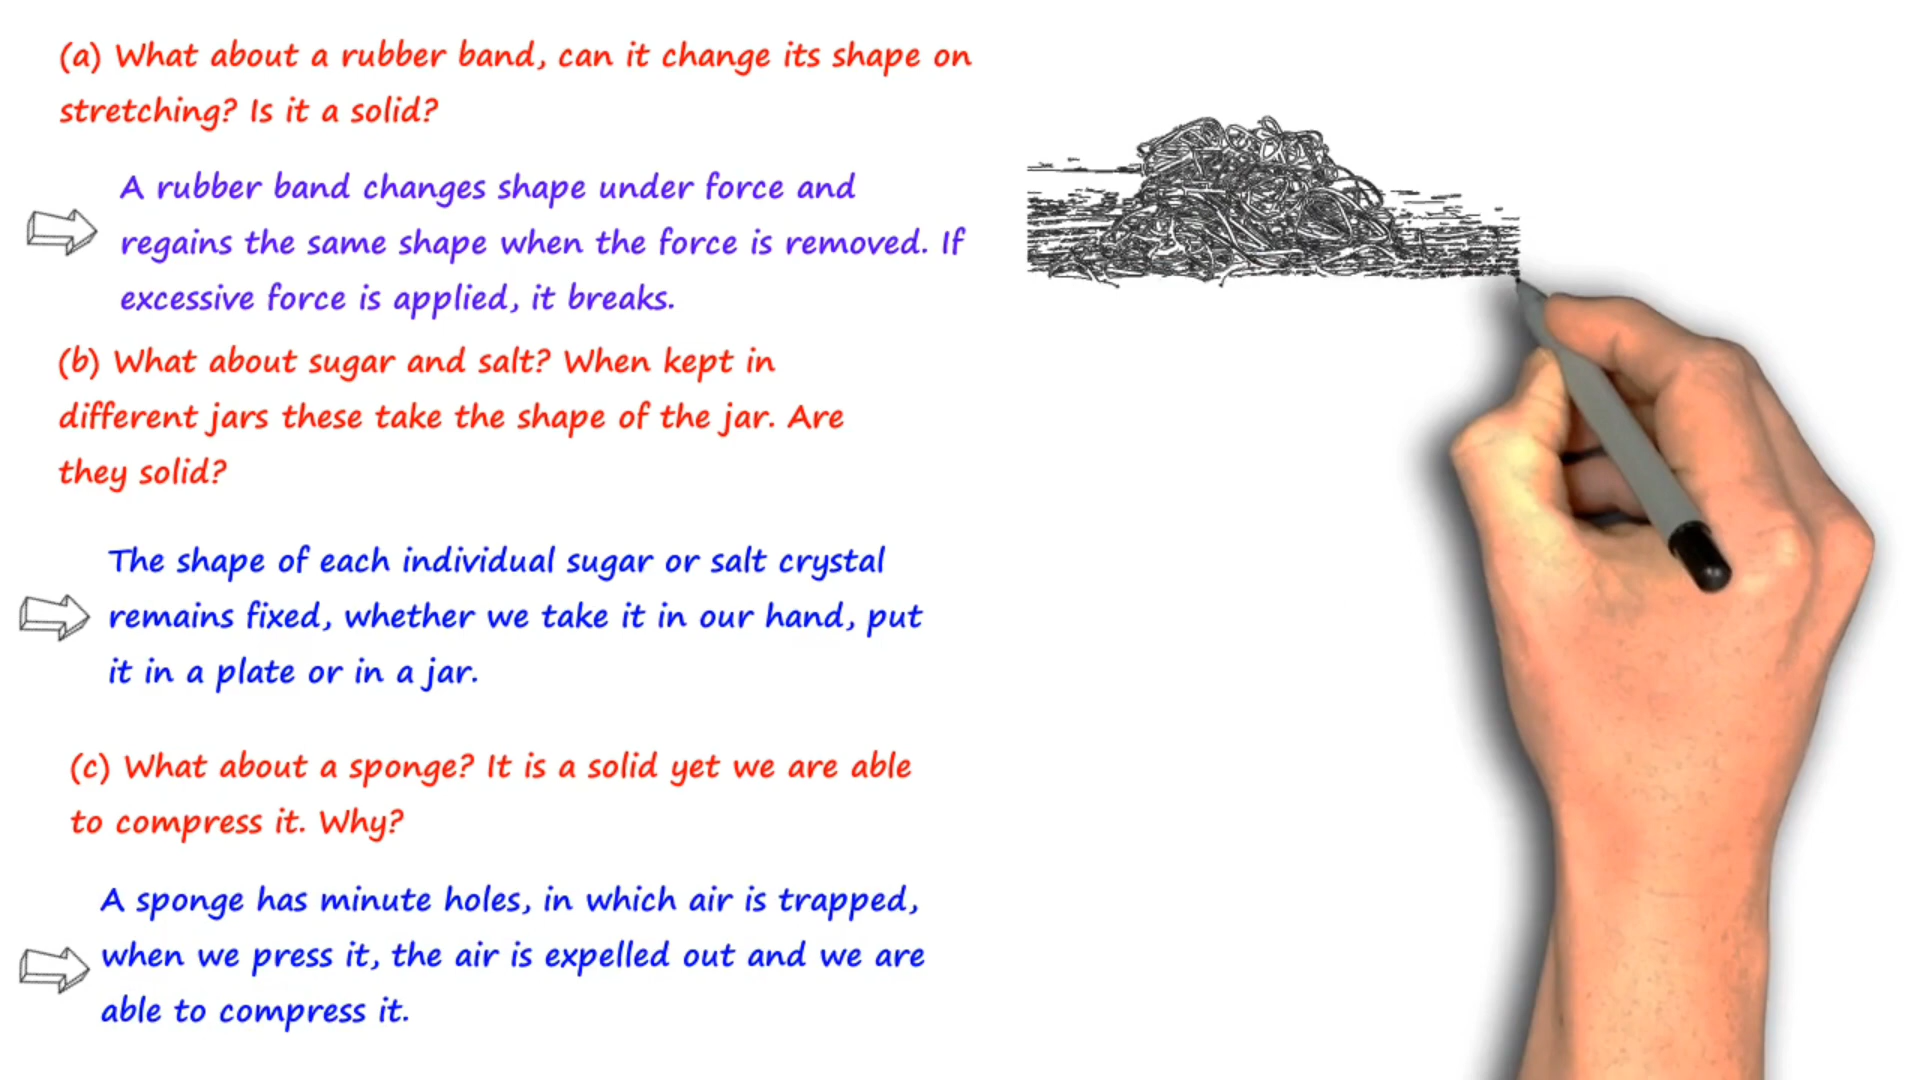 (a) What about a rubber band, can it change its shape on
stretching? Is it a solid?
A rubber band changes shape under force and
regains the same shape when the force is removed. If
excessive force is applied, it breaks.
(b) What about sugar and salt? When kept in
different jars these take the shape of the jar. Are
they solid?
The shape of each individual sugar or salt crystal
remains fixed, whether we take it in our hand, put
it in a plate or in a jar.
(c) What about a sponge? It is a solid yet we are able
to compress it. Why?
A sponge has minute holes, in which air is trapped,
when we press it, the air is expelled out and we are
able to compress it.